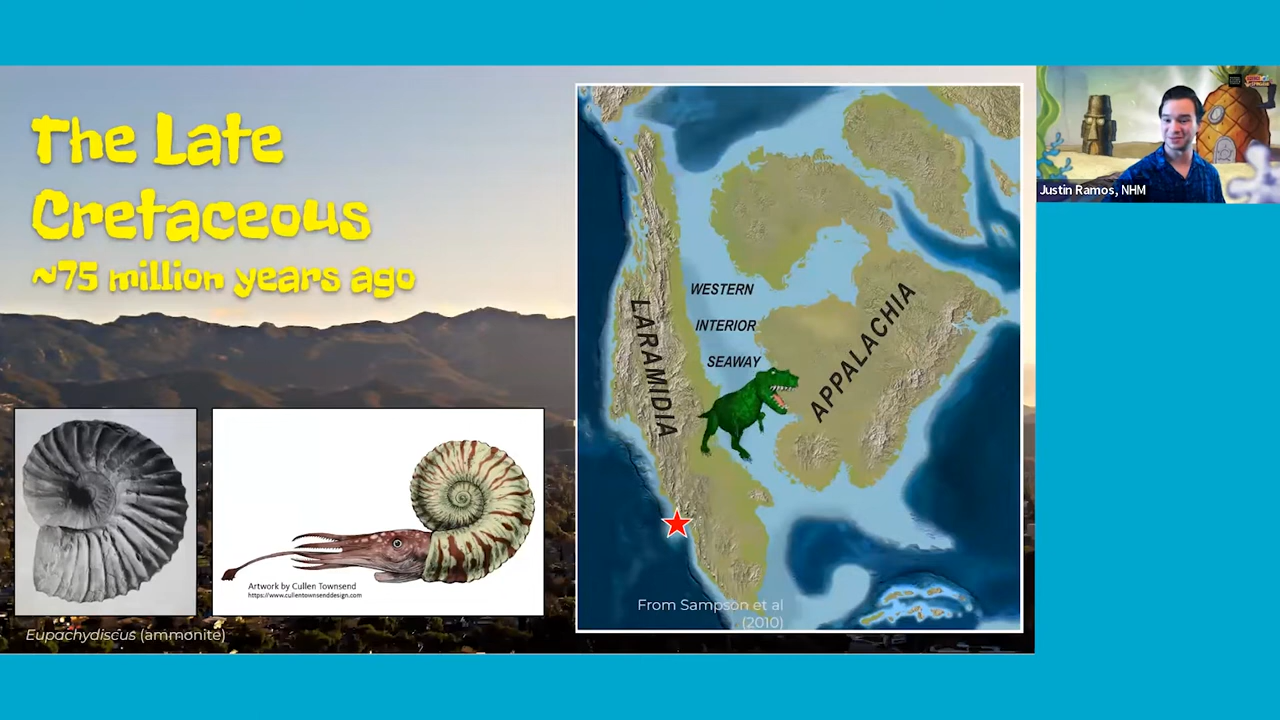 The Late
Cretaceous
~75 million years ago
Artwork by Cullen Townsend
https://www.cullentownsenddesign.com
Eupachydiscus (ammonite)
WESTERN
INTERIOR
SEAWAY
LARAMIDIA
APPALACHIA
From Sampson et al
(2010)
Justin Ramos, NHM